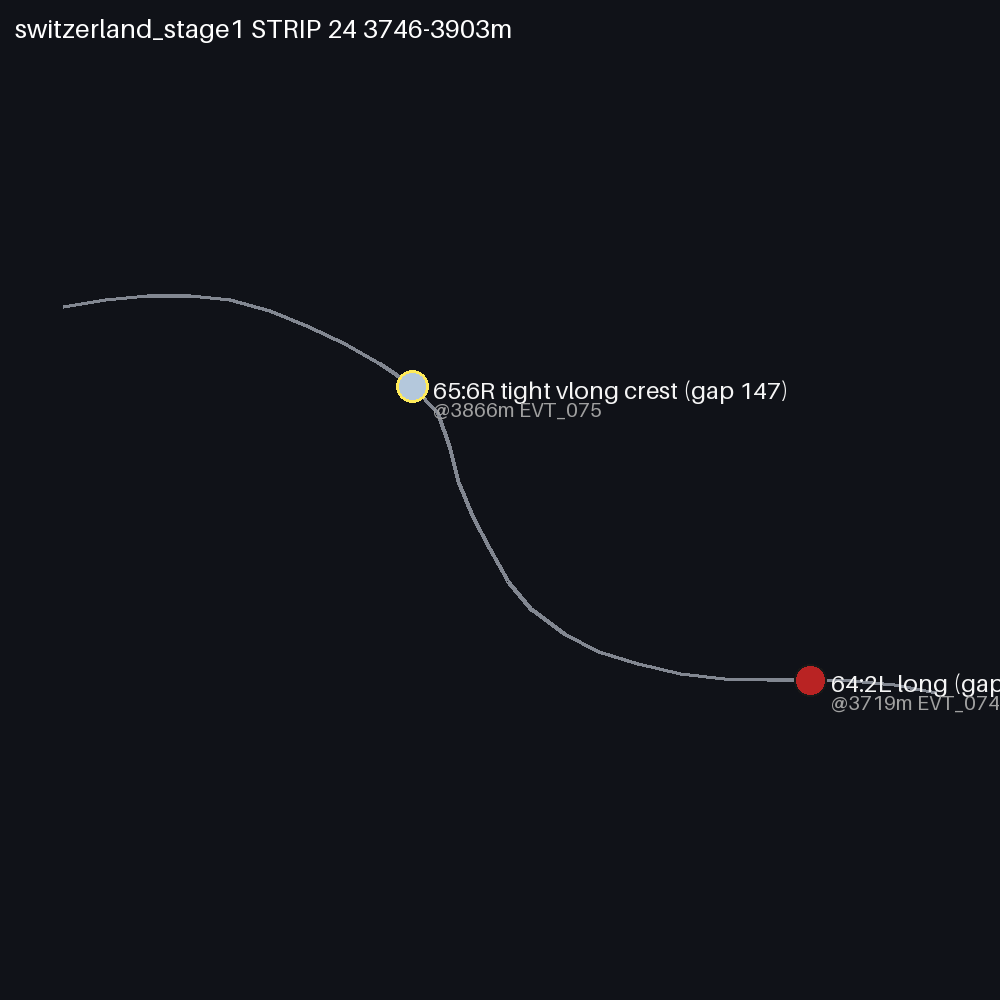 switzerland_stage1 STRIP 24 3746-3903m
65:6R tight vlong crest (gap 147)
@3866m EVT_075
64:2L long (gap
@3719m EVT_074